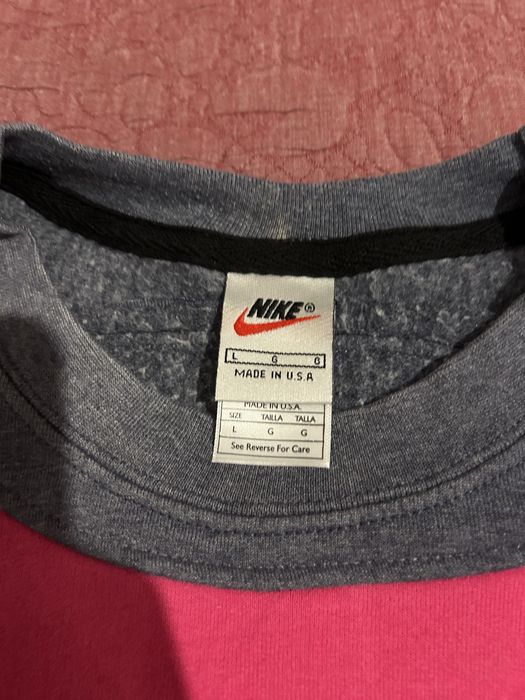 NIKE®
L G G
MADE IN U.S.A
MADE IN U.S.A.
SIZE TAILLA TALLA
L G G
See Reverse For Care